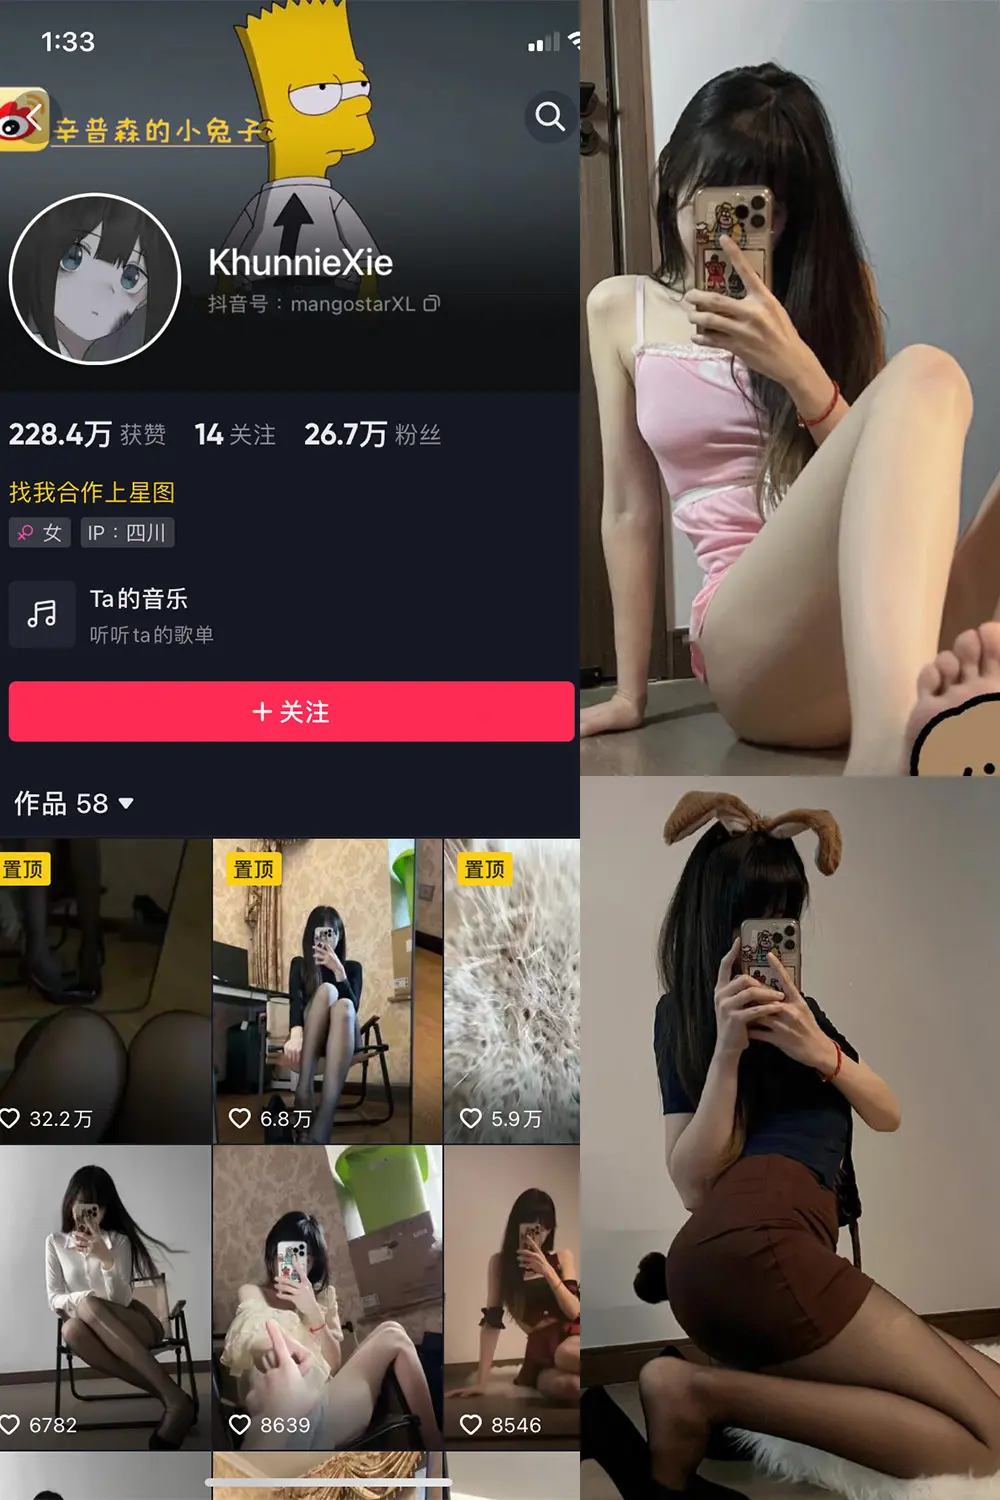 1:33
辛普森的小兔子
KhunnieXie
抖音号：mangostarXL
228.4万 获赞 14 关注 26.7万 粉丝
找我合作上星图
女 IP：四川
Ta的音乐
听听ta的歌单
+ 关注
作品 58
置顶 置顶 置顶
32.2万 6.8万 5.9万
6782 8639 8546